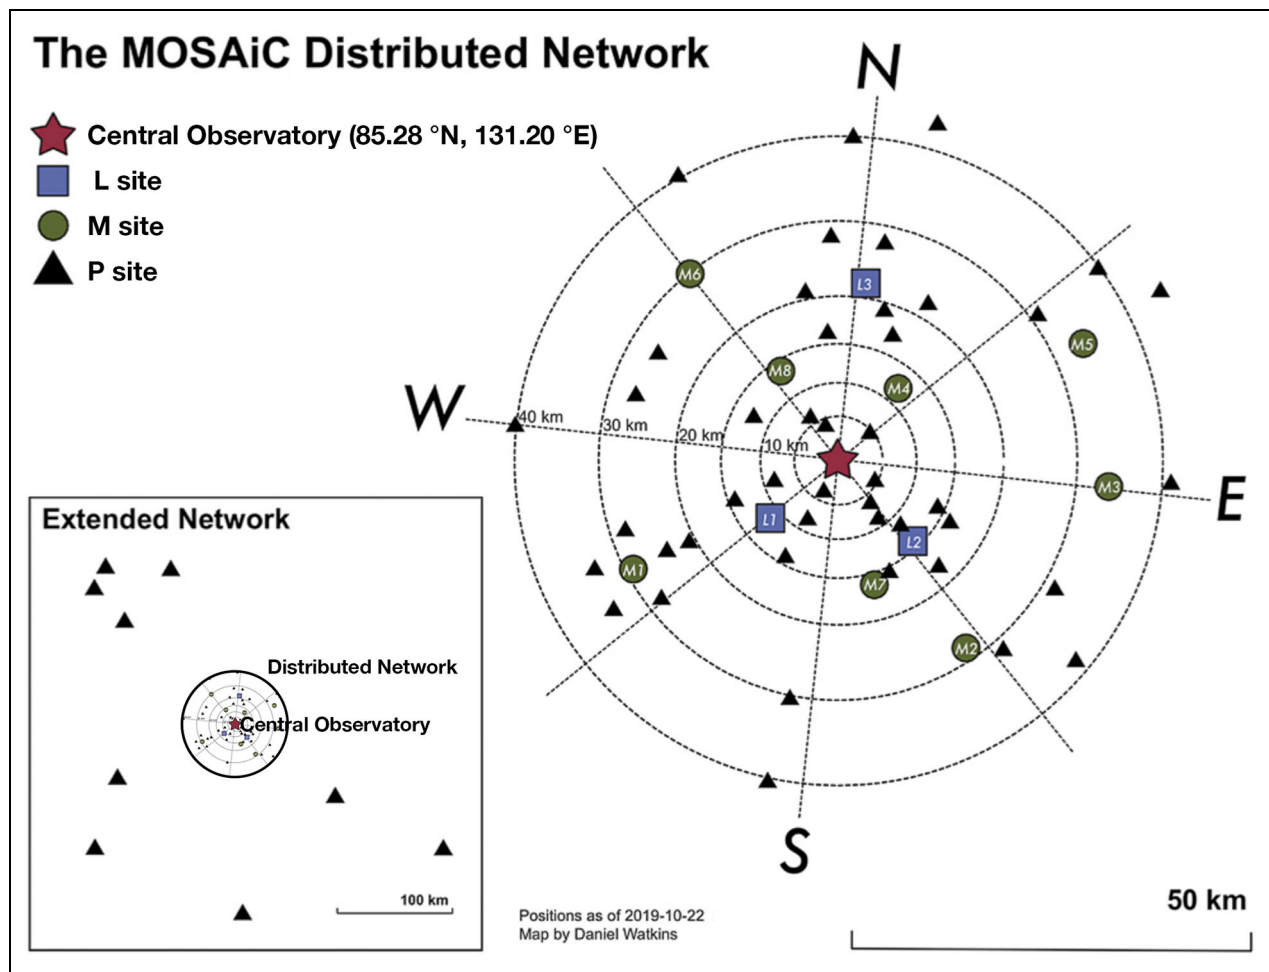 The MOSAiC Distributed Network
Central Observatory (85.28 °N, 131.20 °E)
L site
M site
P site
N
M6
L3
M5
M8
M4
W
40 km
30 km
20 km
10 km
M3
E
L1
L2
M1
M7
M2
S
Extended Network
Distributed Network
Central Observatory
100 km
Positions as of 2019-10-22
Map by Daniel Watkins
50 km